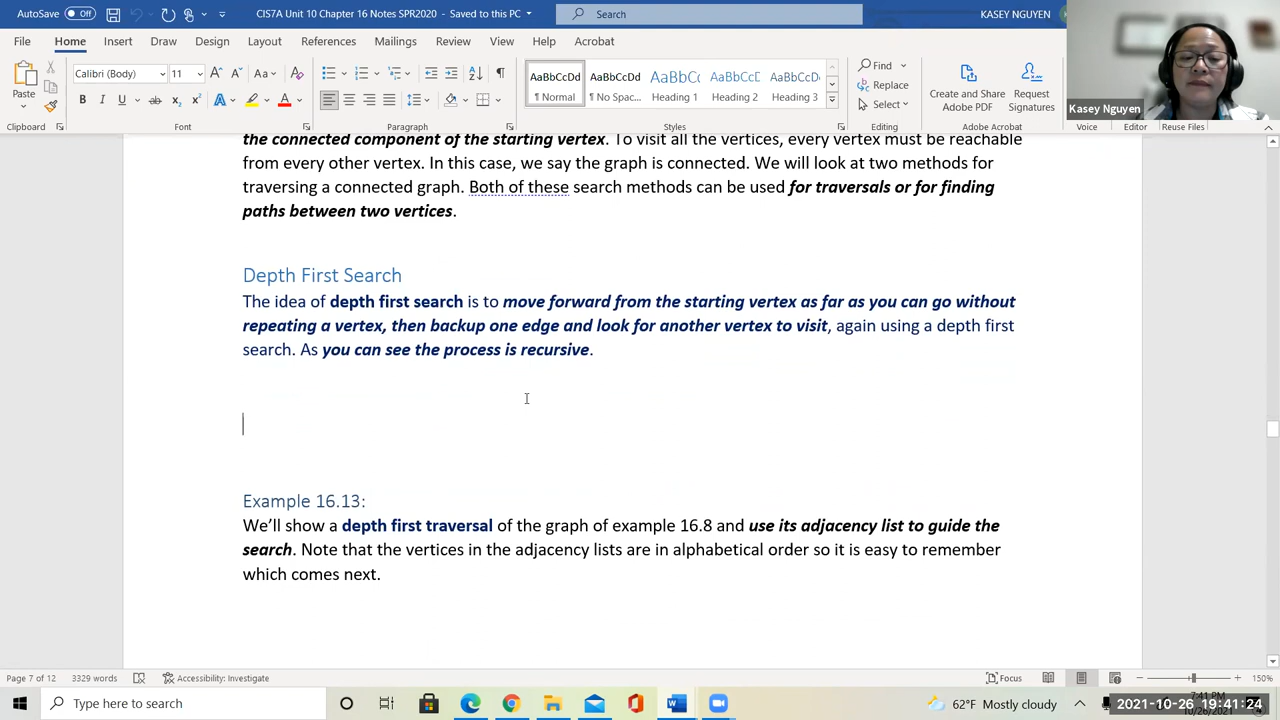 AutoSave Off
CIS7A Chapter 16 Notes SPR2020 - Saved to this PC
Search
KASEY NGUYEN
File Home Insert Draw Design Layout References Mailings Review View Help Acrobat
Paste
Calibri (Body) 11
AaBbCcDd AaBbCcDd AaBbCc AaBbCcE AaBbCcD
¶ Normal ¶ No Spac... Heading 1 Heading 2 Heading 3
Find
Replace
Select
Create and Share Adobe PDF
Request Signatures
Kasey Nguyen
Clipboard Font Paragraph Styles Editing Adobe Acrobat Voice Editor Reuse Files
the connected component of the starting vertex. To visit all the vertices, every vertex must be reachable
from every other vertex. In this case, we say the graph is connected. We will look at two methods for
traversing a connected graph. Both of these search methods can be used for traversals or for finding
paths between two vertices.
Depth First Search
The idea of depth first search is to move forward from the starting vertex as far as you can go without
repeating a vertex, then backup one edge and look for another vertex to visit, again using a depth first
search. As you can see the process is recursive.
Example 16.13:
We'll show a depth first traversal of the graph of example 16.8 and use its adjacency list to guide the
search. Note that the vertices in the adjacency lists are in alphabetical order so it is easy to remember
which comes next.
Page 7 of 12 3329 words Accessibility: Investigate Focus 150%
Type here to search
62°F Mostly cloudy
7:41 PM
2021-10-26 19:41:24
10/26/2021